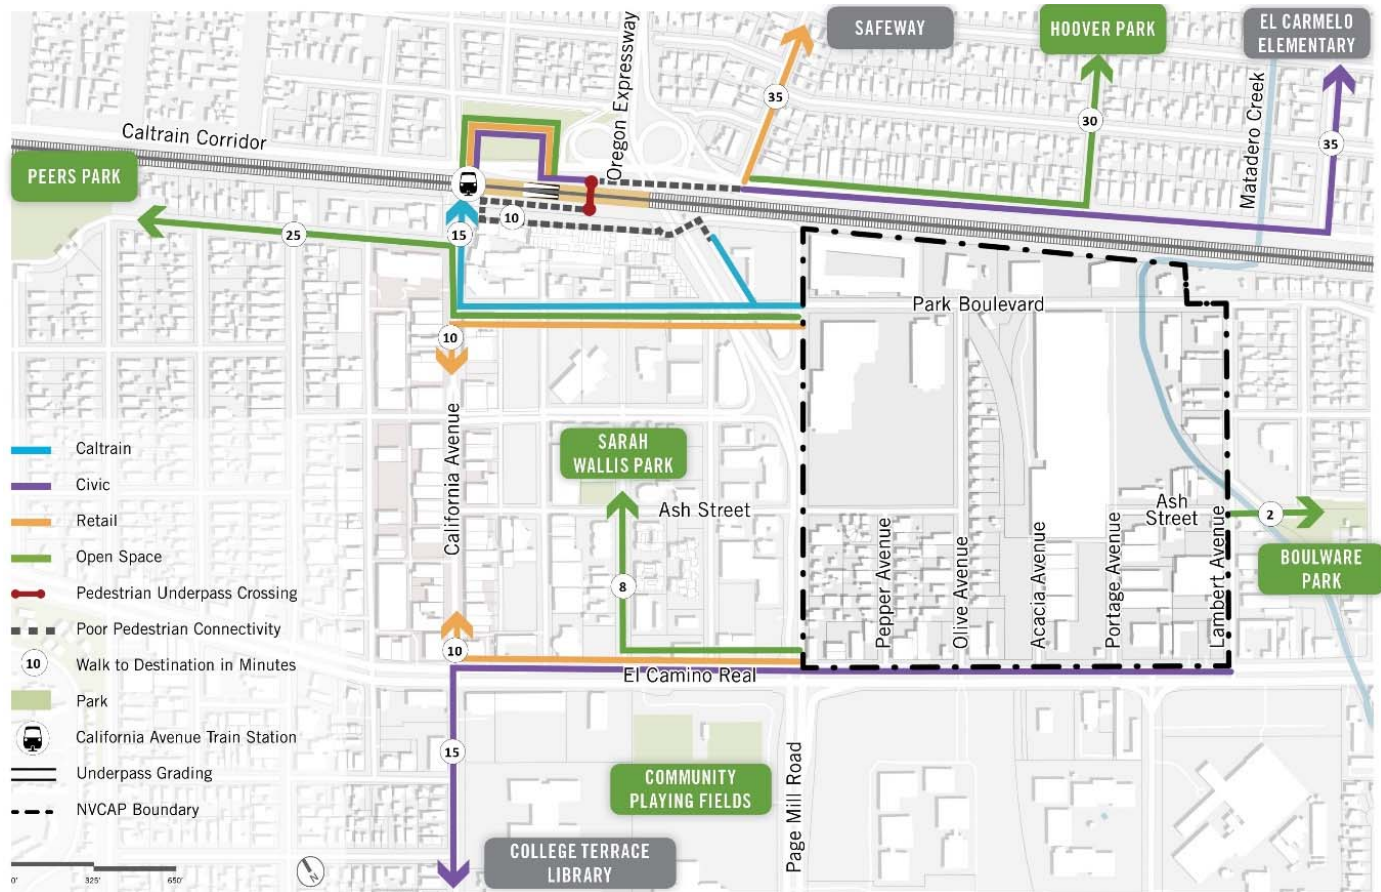 SAFEWAY
HOOVER PARK
EL CARMELO
ELEMENTARY
Oregon Expressway
Caltrain Corridor
Matadero Creek
35
30
35
PEERS PARK
10
15
25
Park Boulevard
10
SARAH
WALLIS PARK
California Avenue
Ash Street
Ash
Street
2
BOULWARE
PARK
Pepper Avenue
Olive Avenue
Acacia Avenue
Portage Avenue
Lambert Avenue
8
10
El Camino Real
15
COMMUNITY
PLAYING FIELDS
Page Mill Road
COLLEGE TERRACE
LIBRARY
Caltrain
Civic
Retail
Open Space
Pedestrian Underpass Crossing
Poor Pedestrian Connectivity
10 Walk to Destination in Minutes
Park
California Avenue Train Station
Underpass Grading
NVCAP Boundary
0' 325' 650'